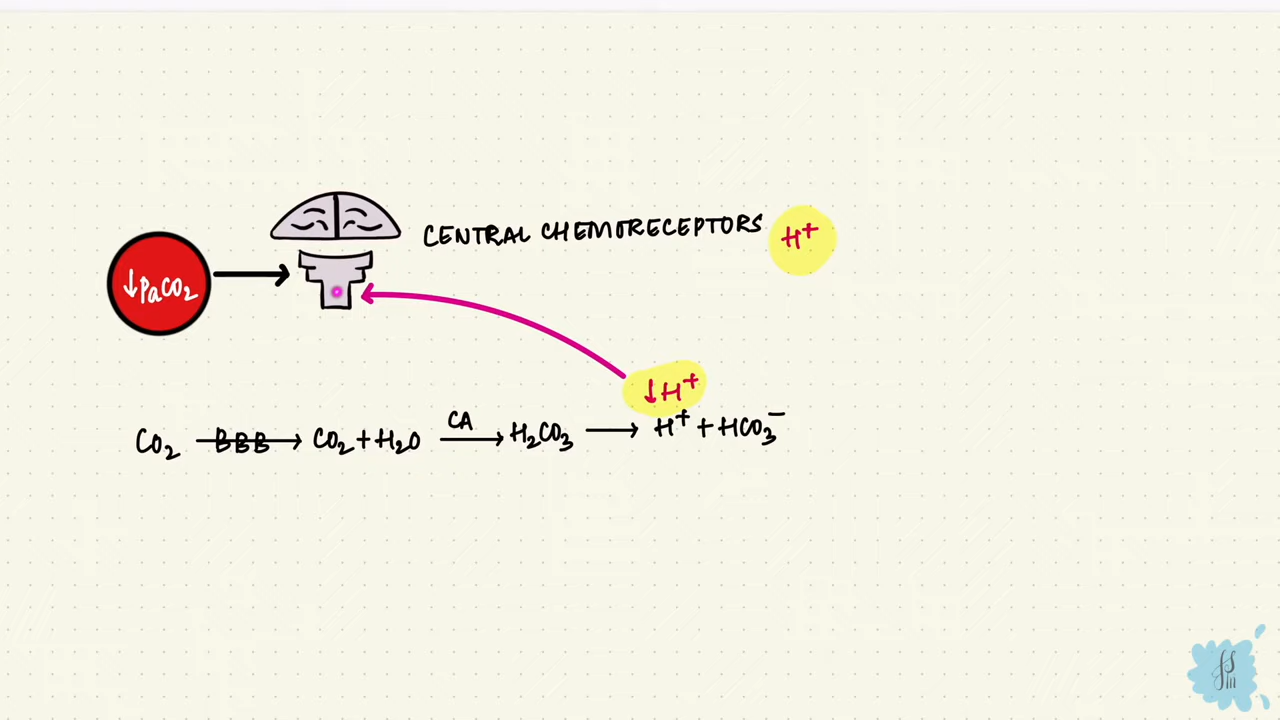 CENTRAL CHEMORECEPTORS H⁺
↓PaCO₂
↓H⁺
CO₂ —BBB→ CO₂ + H₂O —CA→ H₂CO₃ → H⁺ + HCO₃⁻